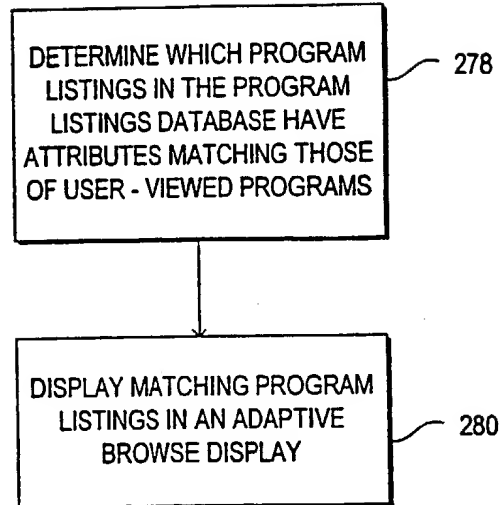 DETERMINE WHICH PROGRAM
LISTINGS IN THE PROGRAM
LISTINGS DATABASE HAVE
ATTRIBUTES MATCHING THOSE
OF USER - VIEWED PROGRAMS
278
DISPLAY MATCHING PROGRAM
LISTINGS IN AN ADAPTIVE
BROWSE DISPLAY
280